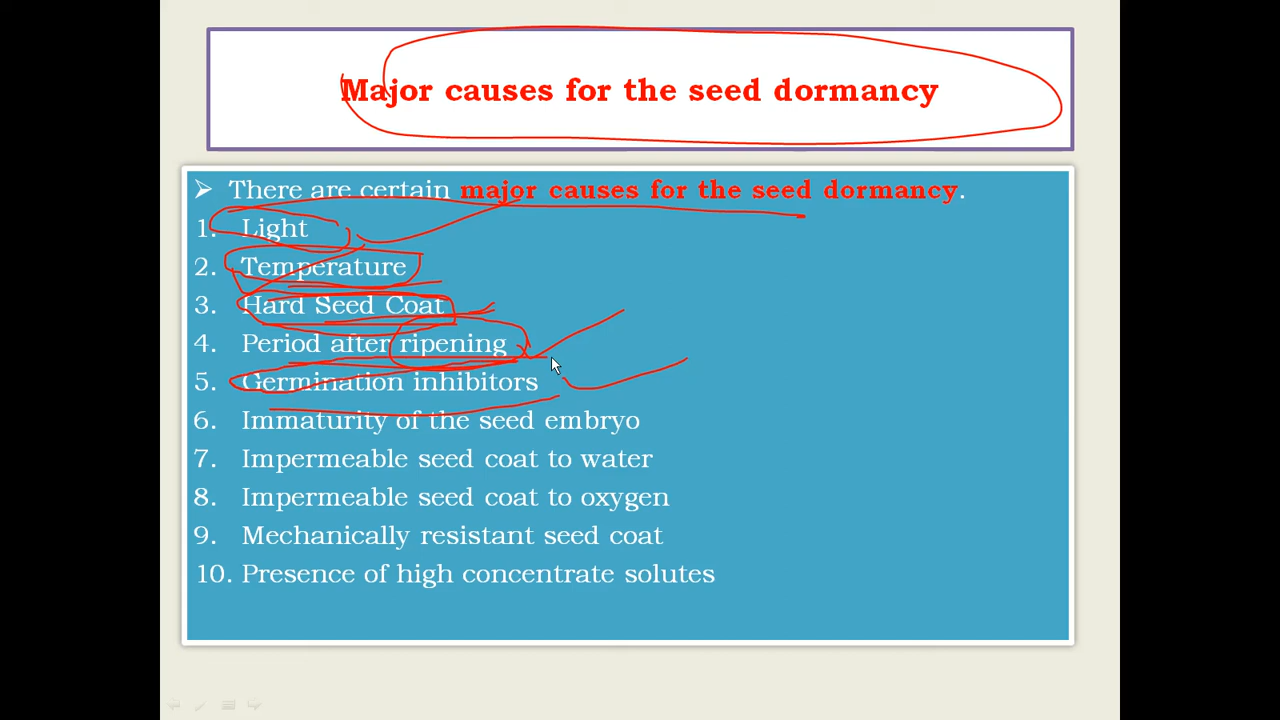 Major causes for the seed dormancy
➢ There are certain major causes for the seed dormancy.
1. Light
2. Temperature
3. Hard Seed Coat
4. Period after ripening
5. Germination inhibitors
6. Immaturity of the seed embryo
7. Impermeable seed coat to water
8. Impermeable seed coat to oxygen
9. Mechanically resistant seed coat
10. Presence of high concentrate solutes